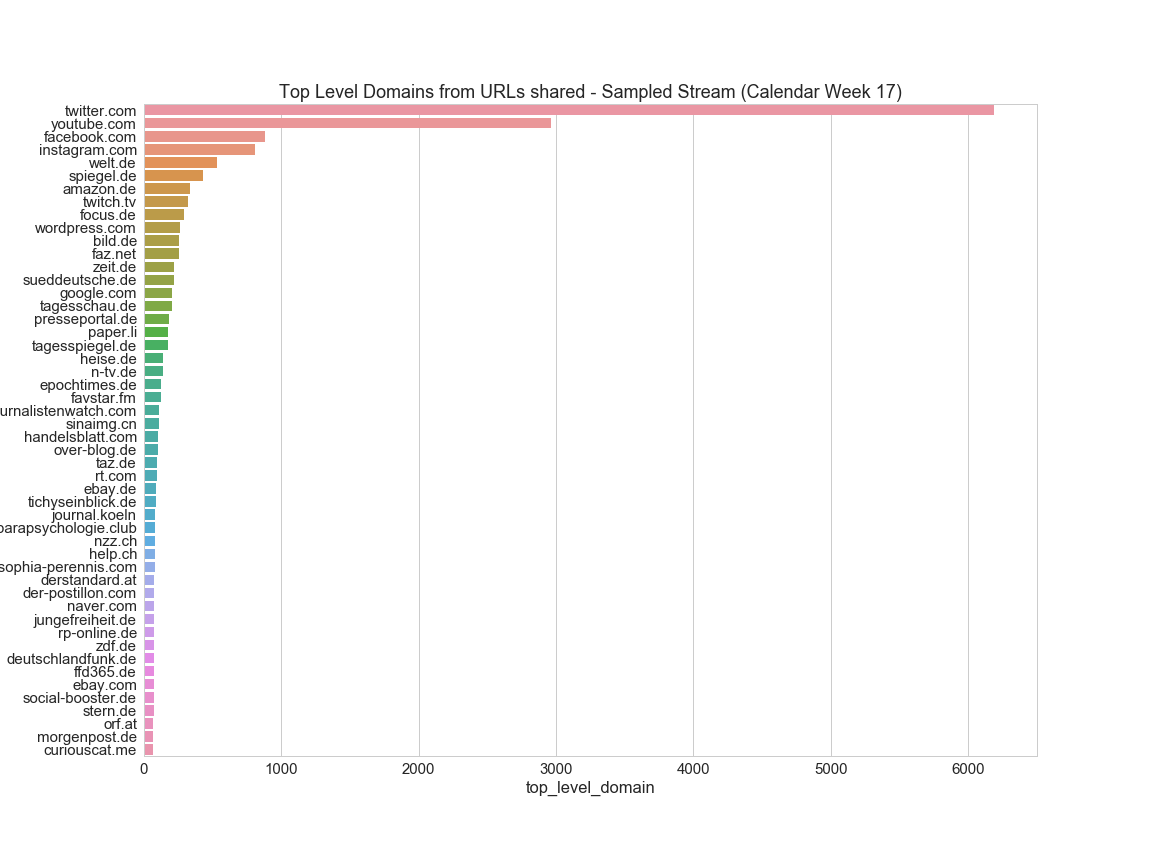 Top Level Domains from URLs shared - Sampled Stream (Calendar Week 17)
twitter.com
youtube.com
facebook.com
instagram.com
welt.de
spiegel.de
amazon.de
twitch.tv
focus.de
wordpress.com
bild.de
faz.net
zeit.de
sueddeutsche.de
google.com
tagesschau.de
presseportal.de
paper.li
tagesspiegel.de
heise.de
n-tv.de
epochtimes.de
favstar.fm
urnalistenwatch.com
sinaimg.cn
handelsblatt.com
over-blog.de
taz.de
rt.com
ebay.de
tichyseinblick.de
journal.koeln
parapsychologie.club
nzz.ch
help.ch
sophia-perennis.com
derstandard.at
der-postillon.com
naver.com
jungefreiheit.de
rp-online.de
zdf.de
deutschlandfunk.de
ffd365.de
ebay.com
social-booster.de
stern.de
orf.at
morgenpost.de
curiouscat.me
0 1000 2000 3000 4000 5000 6000
top_level_domain